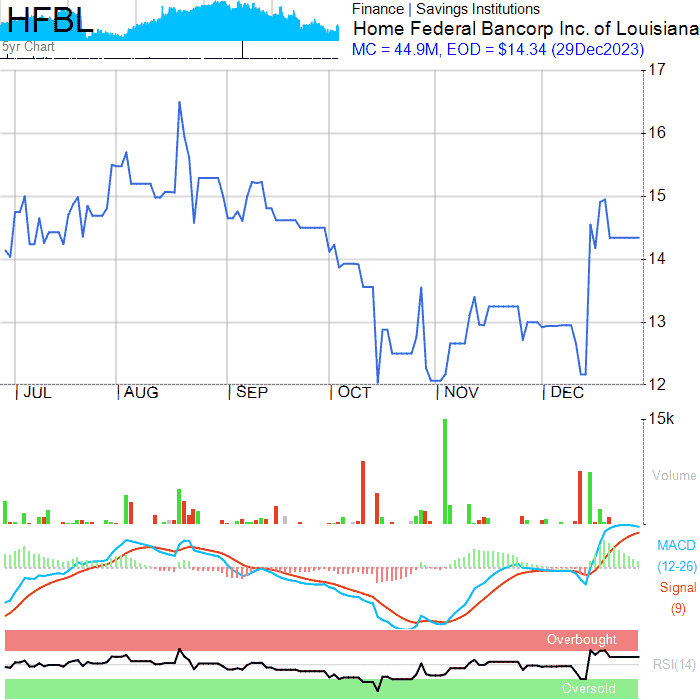 HFBL
5yr Chart
Finance | Savings Institutions
Home Federal Bancorp Inc. of Louisiana
MC = 44.9M, EOD = $14.34 (29Dec2023)
17
16
15
14
13
12
|JUL |AUG |SEP |OCT |NOV |DEC
15k
Volume
MACD
(12-26)
Signal
(9)
Overbought
RSI(14)
Oversold